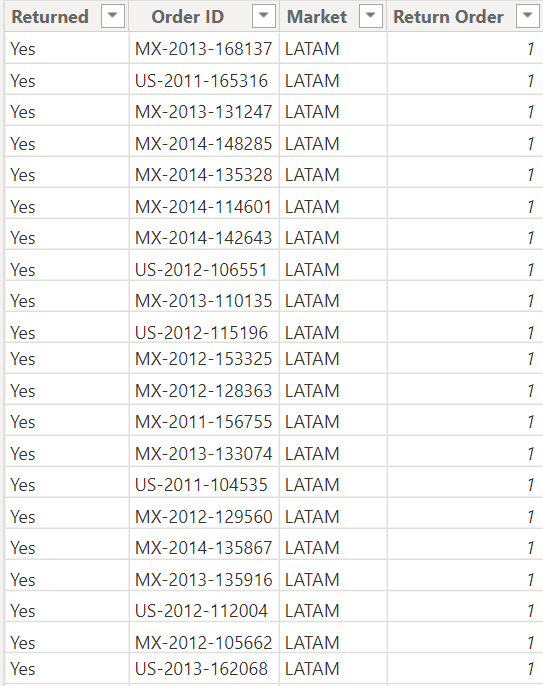 Returned Order ID Market Return Order
Yes MX-2013-168137 LATAM 1
Yes US-2011-165316 LATAM 1
Yes MX-2013-131247 LATAM 1
Yes MX-2014-148285 LATAM 1
Yes MX-2014-135328 LATAM 1
Yes MX-2014-114601 LATAM 1
Yes MX-2014-142643 LATAM 1
Yes US-2012-106551 LATAM 1
Yes MX-2013-110135 LATAM 1
Yes US-2012-115196 LATAM 1
Yes MX-2012-153325 LATAM 1
Yes MX-2012-128363 LATAM 1
Yes MX-2011-156755 LATAM 1
Yes MX-2013-133074 LATAM 1
Yes US-2011-104535 LATAM 1
Yes MX-2012-129560 LATAM 1
Yes MX-2014-135867 LATAM 1
Yes MX-2013-135916 LATAM 1
Yes US-2012-112004 LATAM 1
Yes MX-2012-105662 LATAM 1
Yes US-2013-162068 LATAM 1